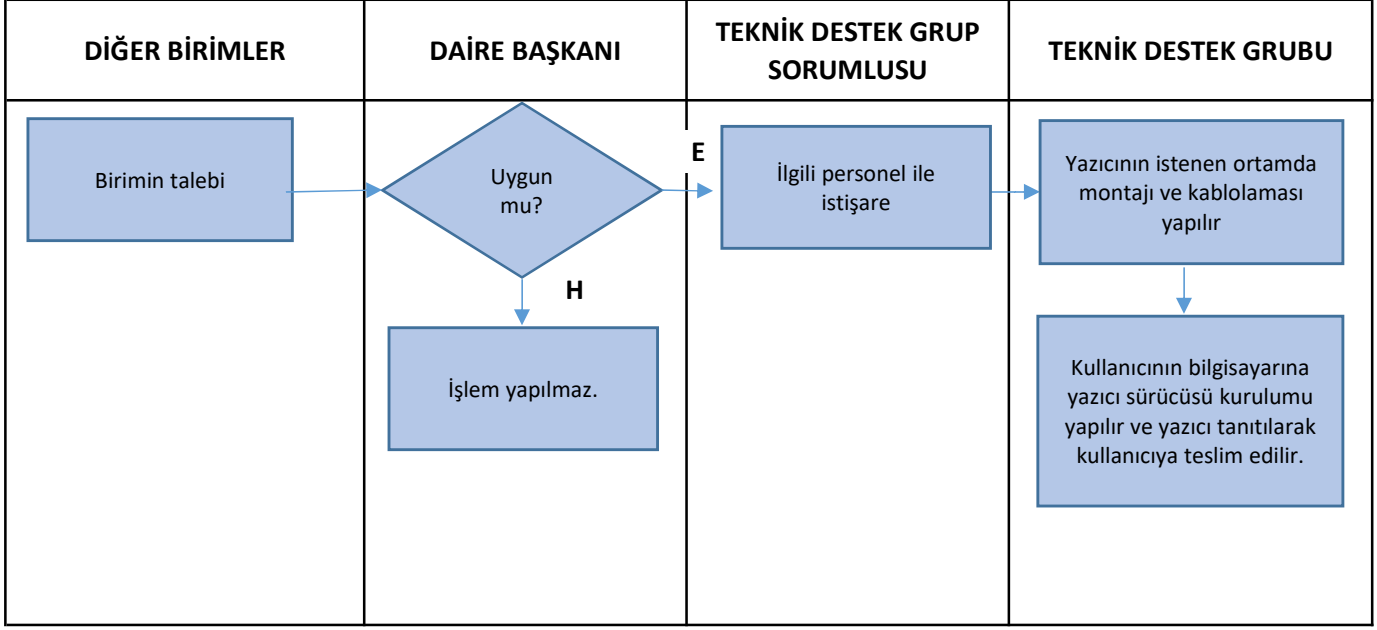 DİĞER BİRİMLER
DAİRE BAŞKANI
TEKNİK DESTEK GRUP
SORUMLUSU
TEKNİK DESTEK GRUBU
Birimin talebi
Uygun
mu?
E
H
İşlem yapılmaz.
İlgili personel ile
istişare
Yazıcının istenen ortamda
montajı ve kablolaması
yapılır
Kullanıcının bilgisayarına
yazıcı sürücüsü kurulumu
yapılır ve yazıcı tanıtılarak
kullanıcıya teslim edilir.